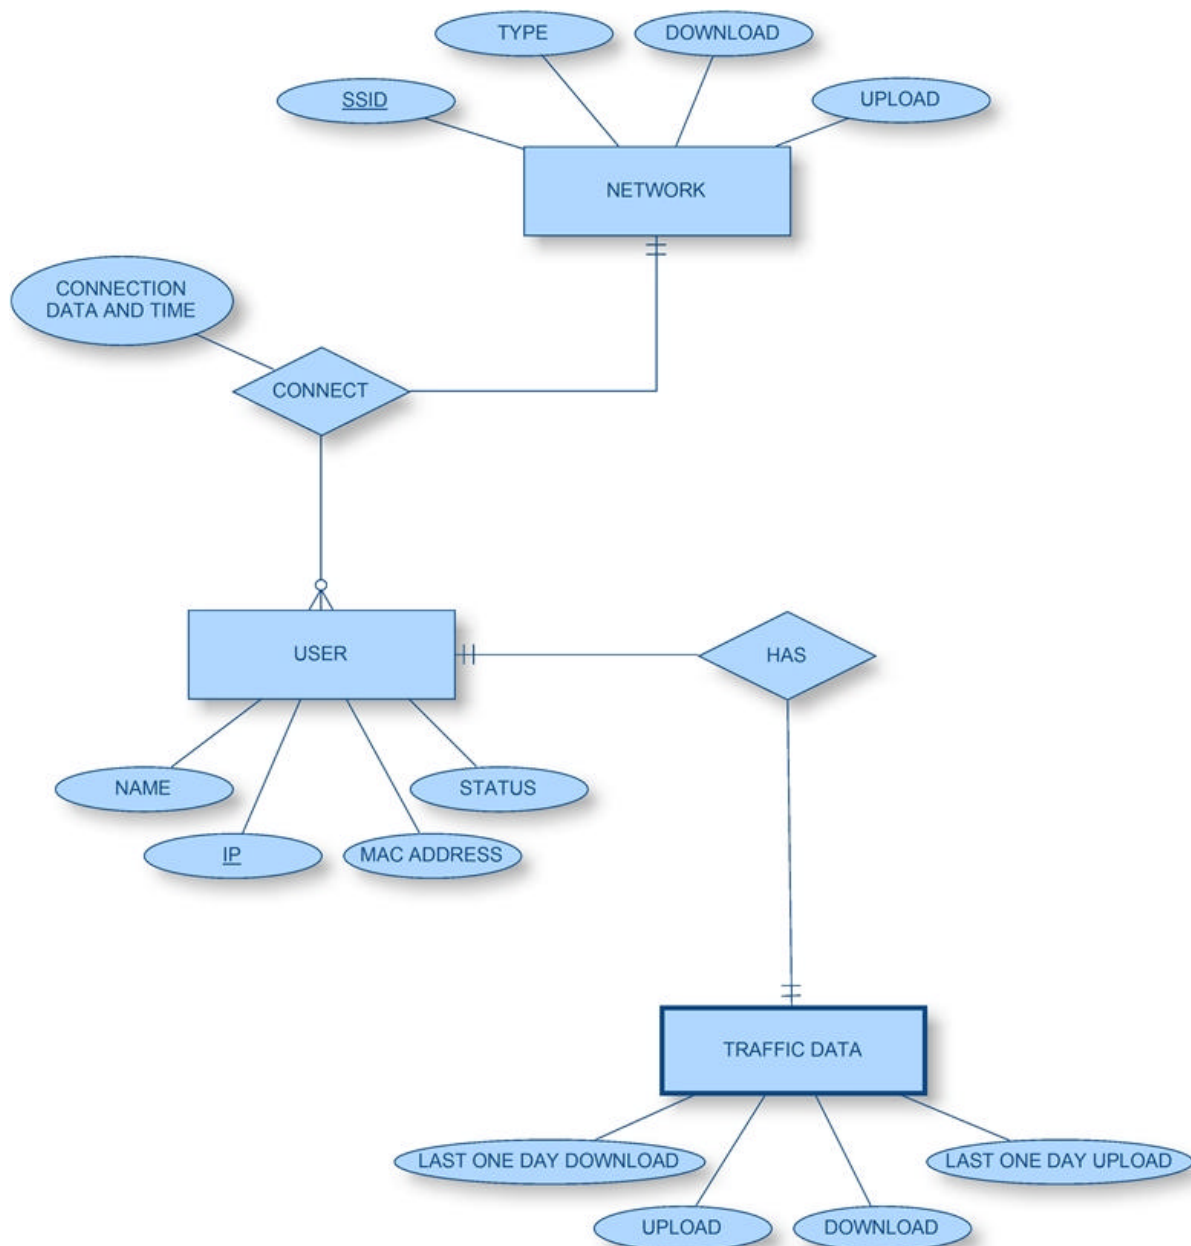 TYPE
DOWNLOAD
SSID
UPLOAD
NETWORK
CONNECTION
DATA AND TIME
CONNECT
USER
HAS
NAME
STATUS
IP
MAC ADDRESS
TRAFFIC DATA
LAST ONE DAY DOWNLOAD
LAST ONE DAY UPLOAD
UPLOAD
DOWNLOAD